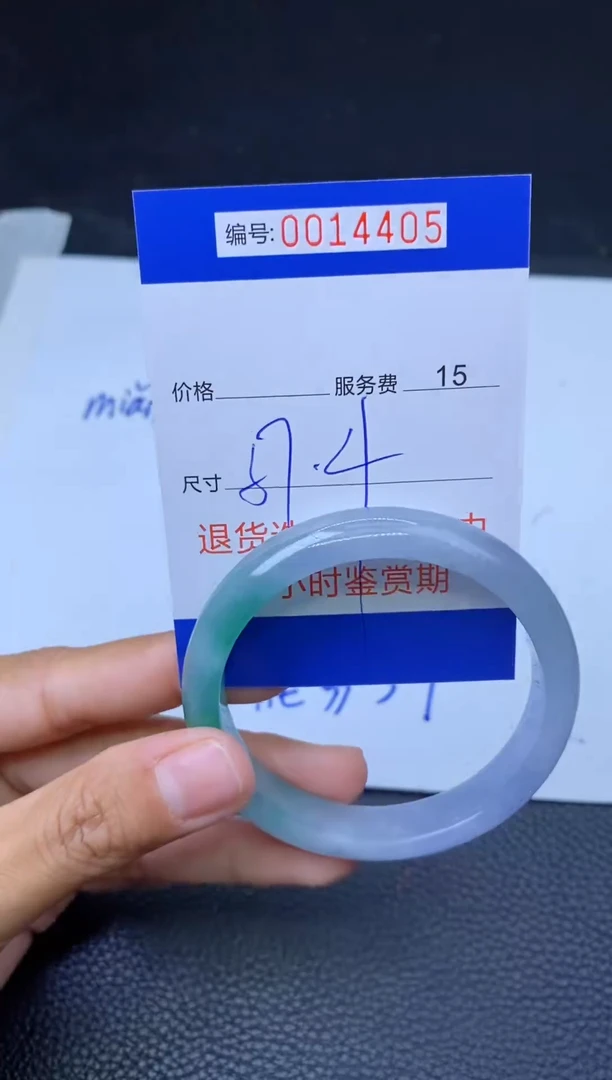 编号:0014405
价格 服务费 15
尺寸 57.4
退货
小时鉴赏期